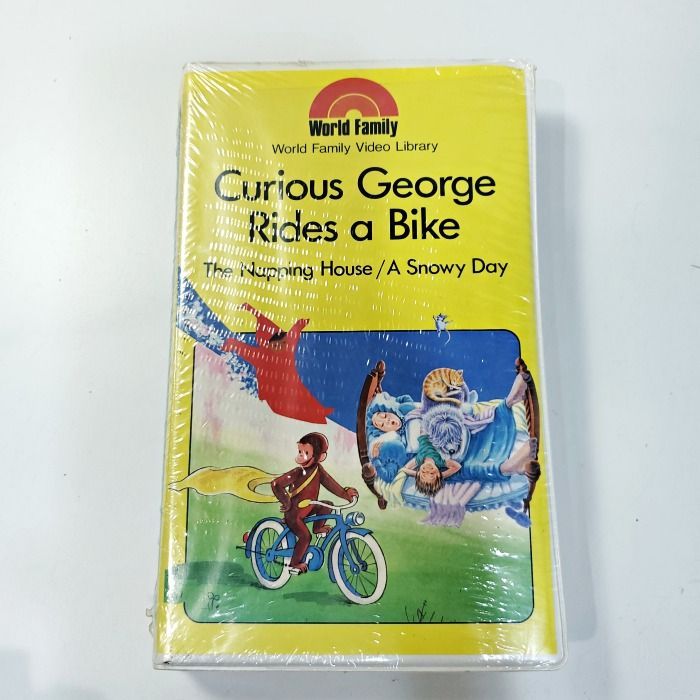 World Family
World Family Video Library
Curious George
Rides a Bike
The Napping House / A Snowy Day